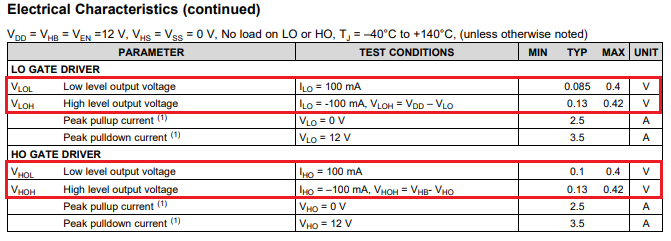 Electrical Characteristics (continued)
VDD = VHB = VEN =12 V, VHS = VSS = 0 V, No load on LO or HO, TJ = –40°C to +140°C, (unless otherwise noted)
PARAMETER TEST CONDITIONS MIN TYP MAX UNIT
LO GATE DRIVER
VLOL Low level output voltage ILO = 100 mA 0.085 0.4 V
VLOH High level output voltage ILO = -100 mA, VLOH = VDD – VLO 0.13 0.42 V
Peak pullup current (1) VLO = 0 V 2.5 A
Peak pulldown current (1) VLO = 12 V 3.5 A
HO GATE DRIVER
VHOL Low level output voltage IHO = 100 mA 0.1 0.4 V
VHOH High level output voltage IHO = –100 mA, VHOH = VHB- VHO 0.13 0.42 V
Peak pullup current (1) VHO = 0 V 2.5 A
Peak pulldown current (1) VHO = 12 V 3.5 A